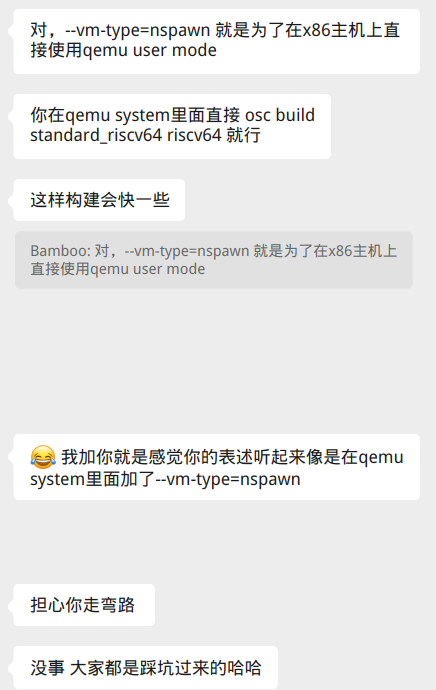 对，--vm-type=nspawn 就是为了在x86主机上直
接使用qemu user mode
你在qemu system里面直接 osc build
standard_riscv64 riscv64 就行
这样构建会快一些
Bamboo: 对，--vm-type=nspawn 就是为了在x86主机上
直接使用qemu user mode
😂 我加你就是感觉你的表述听起来像是在qemu
system里面加了--vm-type=nspawn
担心你走弯路
没事 大家都是踩坑过来的哈哈